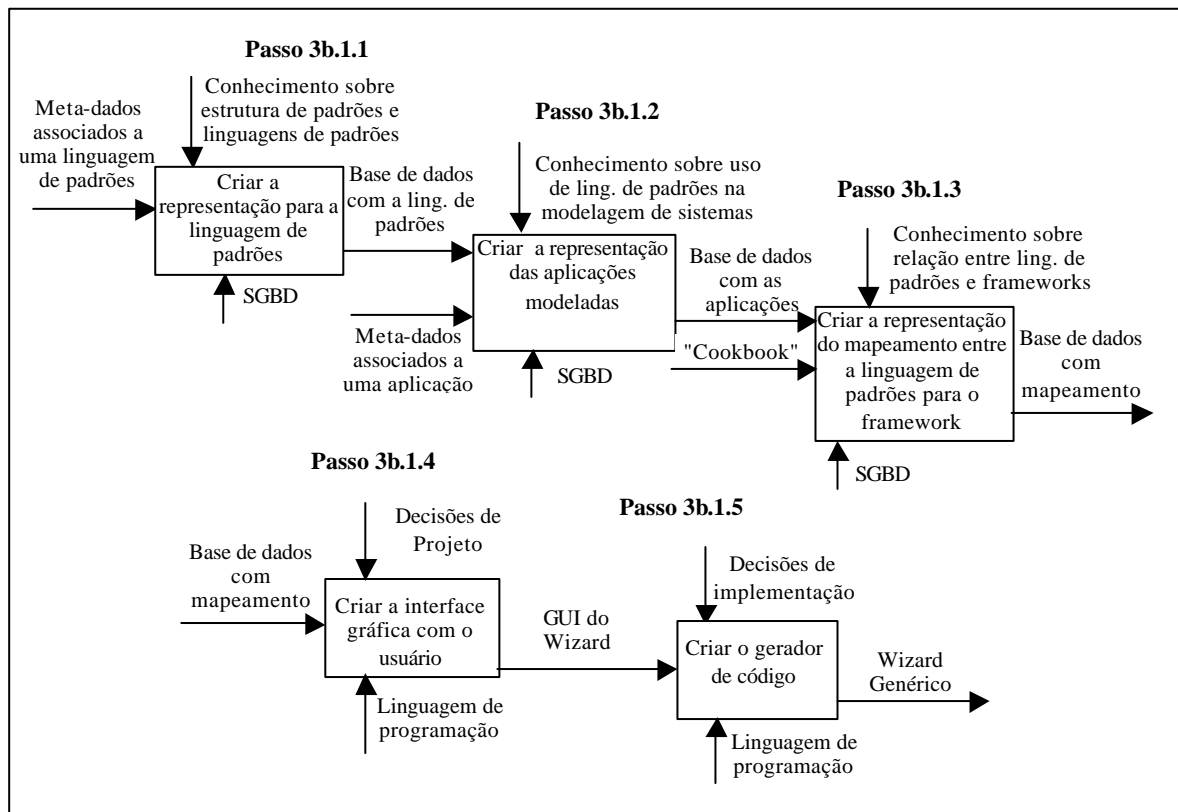 Passo 3b.1.1
Meta-dados
associados a
uma linguagem
de padrões
Conhecimento sobre
estrutura de padrões e
linguagens de padrões
Criar a
representação para a
linguagem de
padrões
SGBD
Base de dados
com a ling. de
padrões
Passo 3b.1.2
Conhecimento sobre uso
de ling. de padrões na
modelagem de sistemas
Criar a representação
das aplicações
modeladas
Meta-dados
associados a
uma aplicação
SGBD
Base de dados
com as
aplicações
"Cookbook"
Passo 3b.1.3
Conhecimento sobre
relação entre ling. de
padrões e frameworks
Criar a representação
do mapeamento entre
a linguagem de
padrões para o
framework
SGBD
Base de dados
com
mapeamento
Passo 3b.1.4
Decisões de
Projeto
Base de dados
com
mapeamento
Criar a interface
gráfica com o
usuário
Linguagem de
programação
GUI do
Wizard
Passo 3b.1.5
Decisões de
implementação
Criar o gerador
de código
Linguagem de
programação
Wizard
Genérico